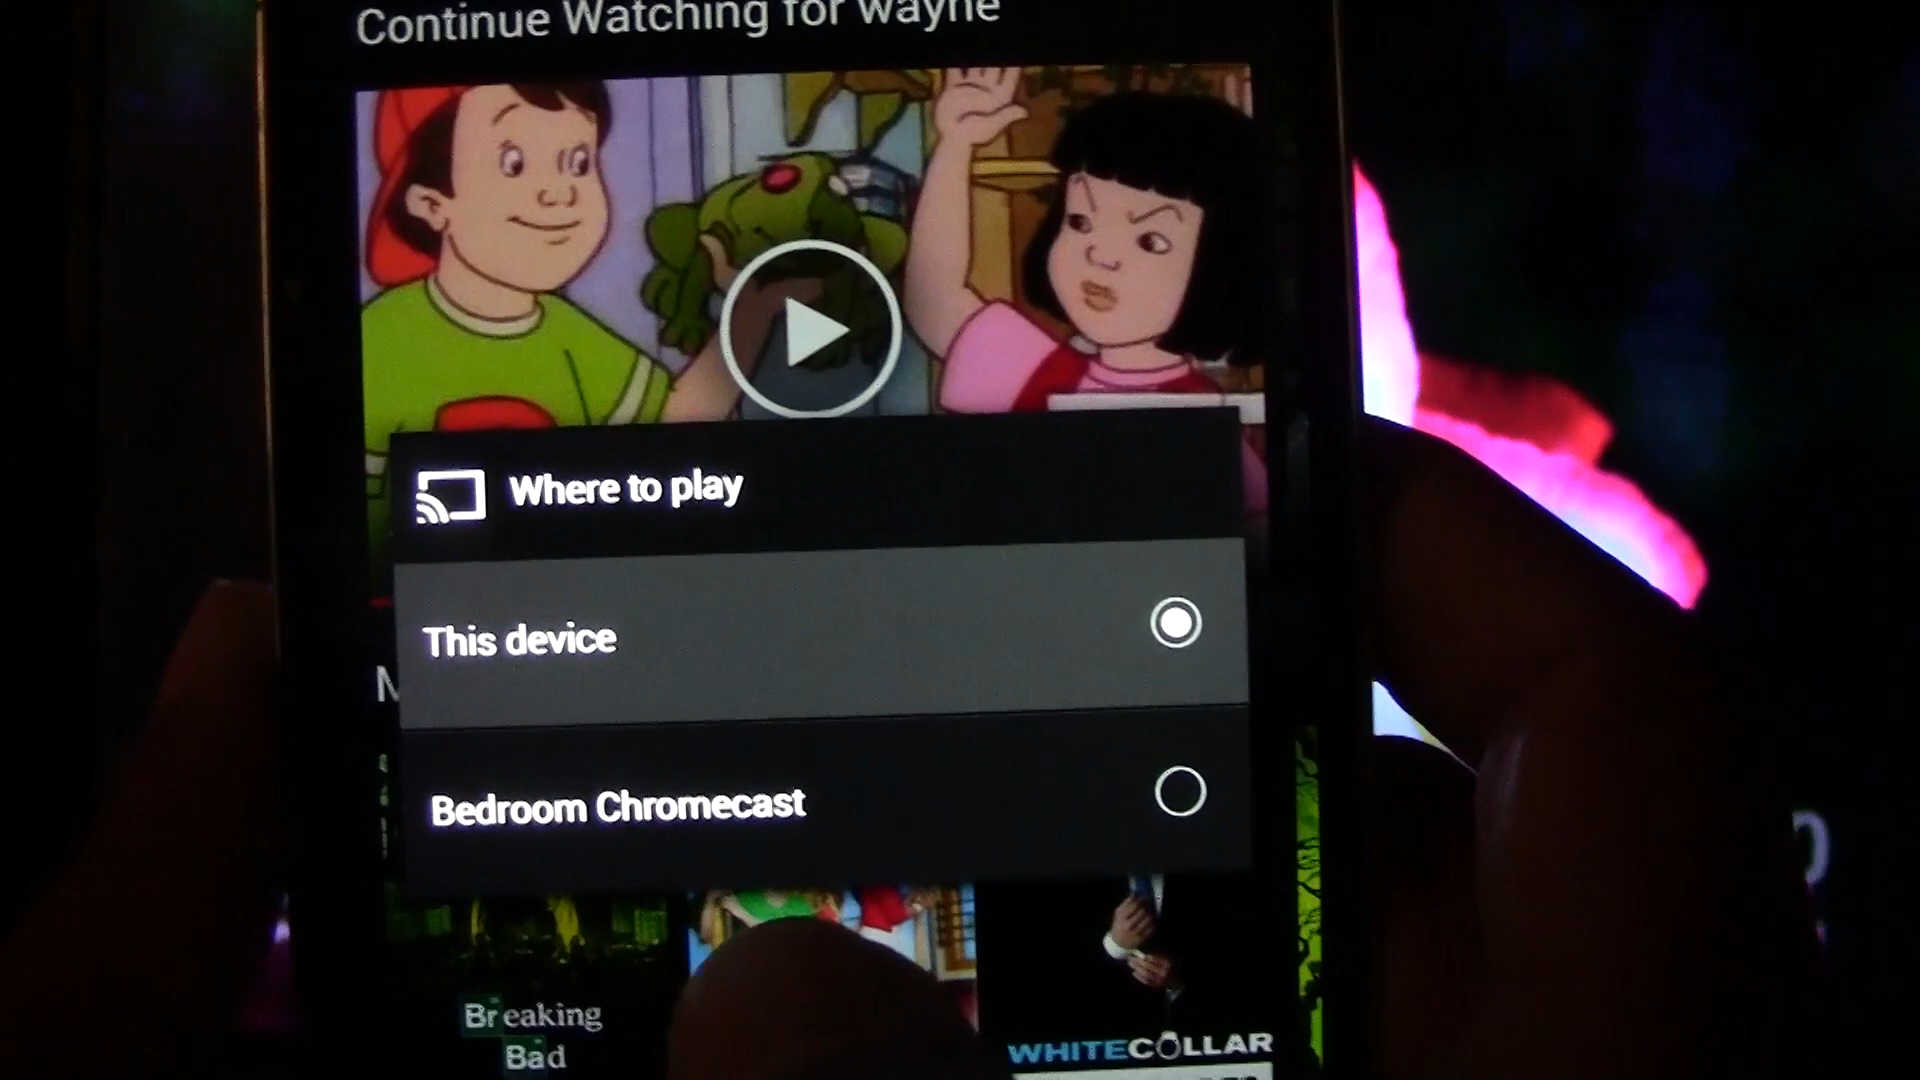 Continue Watching for wayne
Where to play
This device
Bedroom Chromecast
Breaking
Bad
WHITECOLLAR